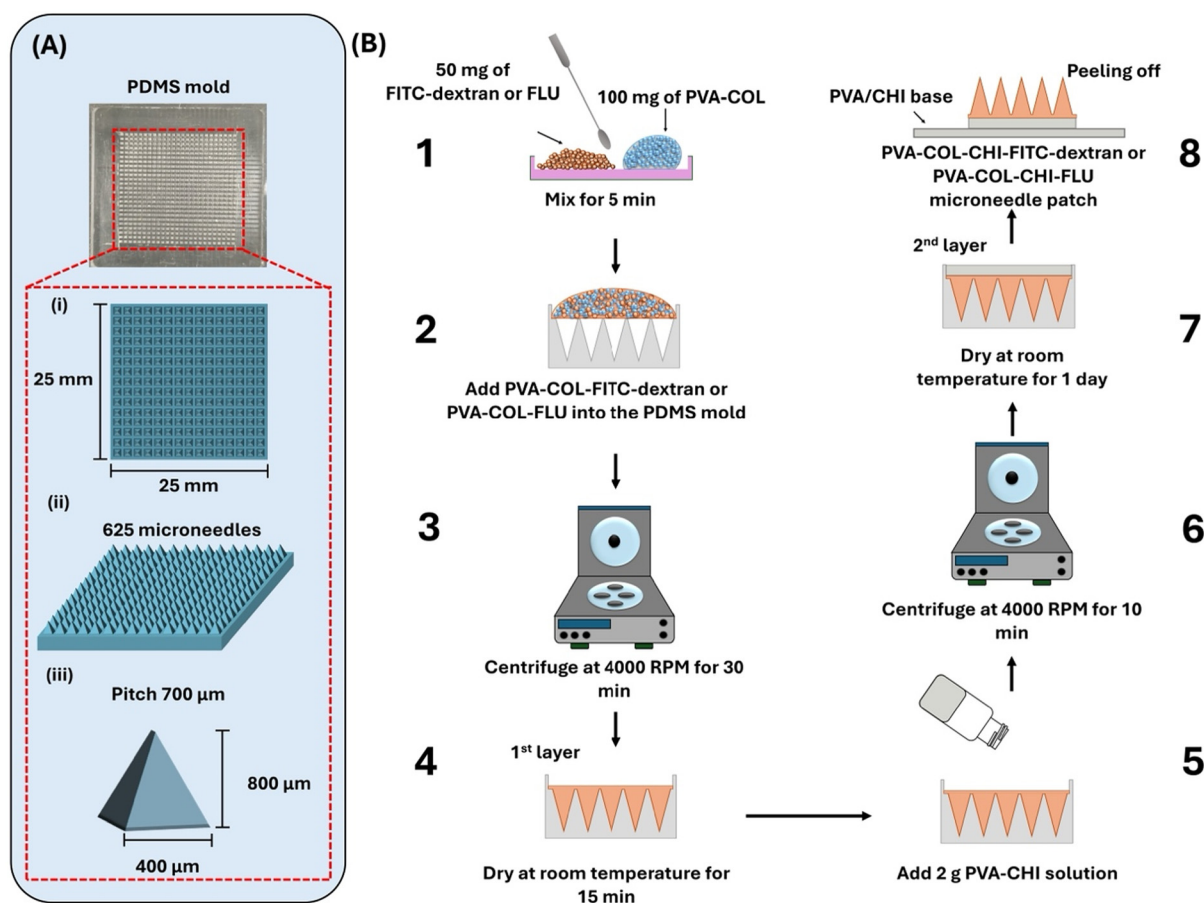 (A)
PDMS mold
(i)
25 mm
25 mm
(ii)
625 microneedles
(iii)
Pitch 700 μm
800 μm
400 μm
(B)
1
50 mg of
FITC-dextran or FLU
100 mg of PVA-COL
Mix for 5 min
2
Add PVA-COL-FITC-dextran or
PVA-COL-FLU into the PDMS mold
3
Centrifuge at 4000 RPM for 30
min
4
1st layer
Dry at room temperature for
15 min
5
Add 2 g PVA-CHI solution
6
Centrifuge at 4000 RPM for 10
min
7
2nd layer
Dry at room
temperature for 1 day
8
Peeling off
PVA/CHI base
PVA-COL-CHI-FITC-dextran or
PVA-COL-CHI-FLU
microneedle patch